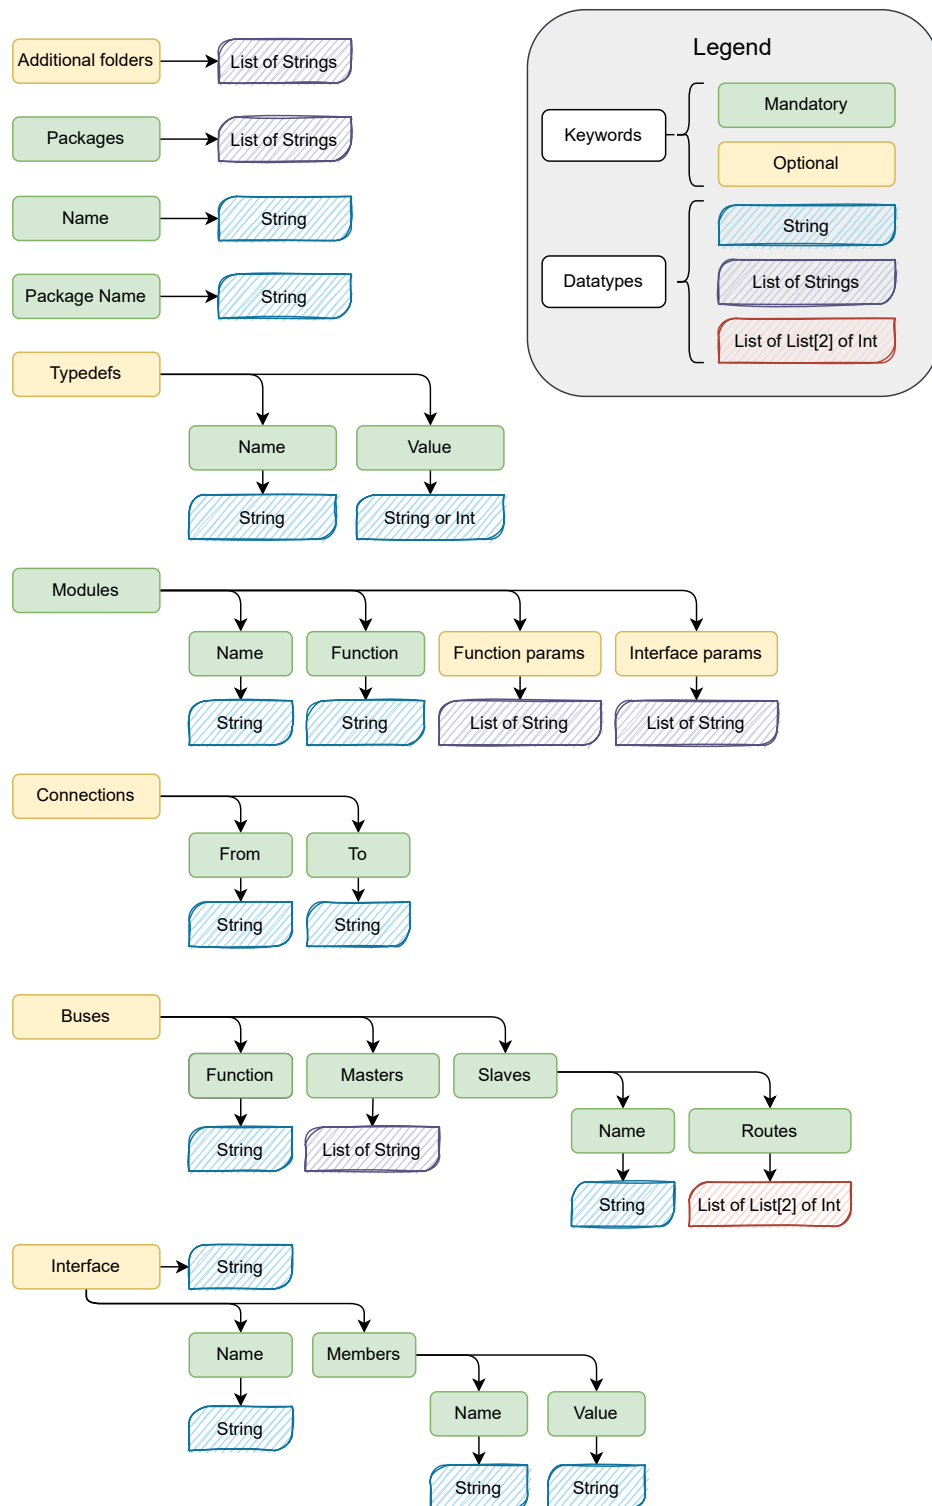 Additional folders
List of Strings
Packages
List of Strings
Name
String
Package Name
String
Legend
Keywords
Mandatory
Optional
Datatypes
String
List of Strings
List of List[2] of Int
Typedefs
Name
Value
String
String or Int
Modules
Name
Function
Function params
Interface params
String
String
List of String
List of String
Connections
From
To
String
String
Buses
Function
Masters
Slaves
String
List of String
Name
Routes
String
List of List[2] of Int
Interface
String
Name
Members
String
Name
Value
String
String